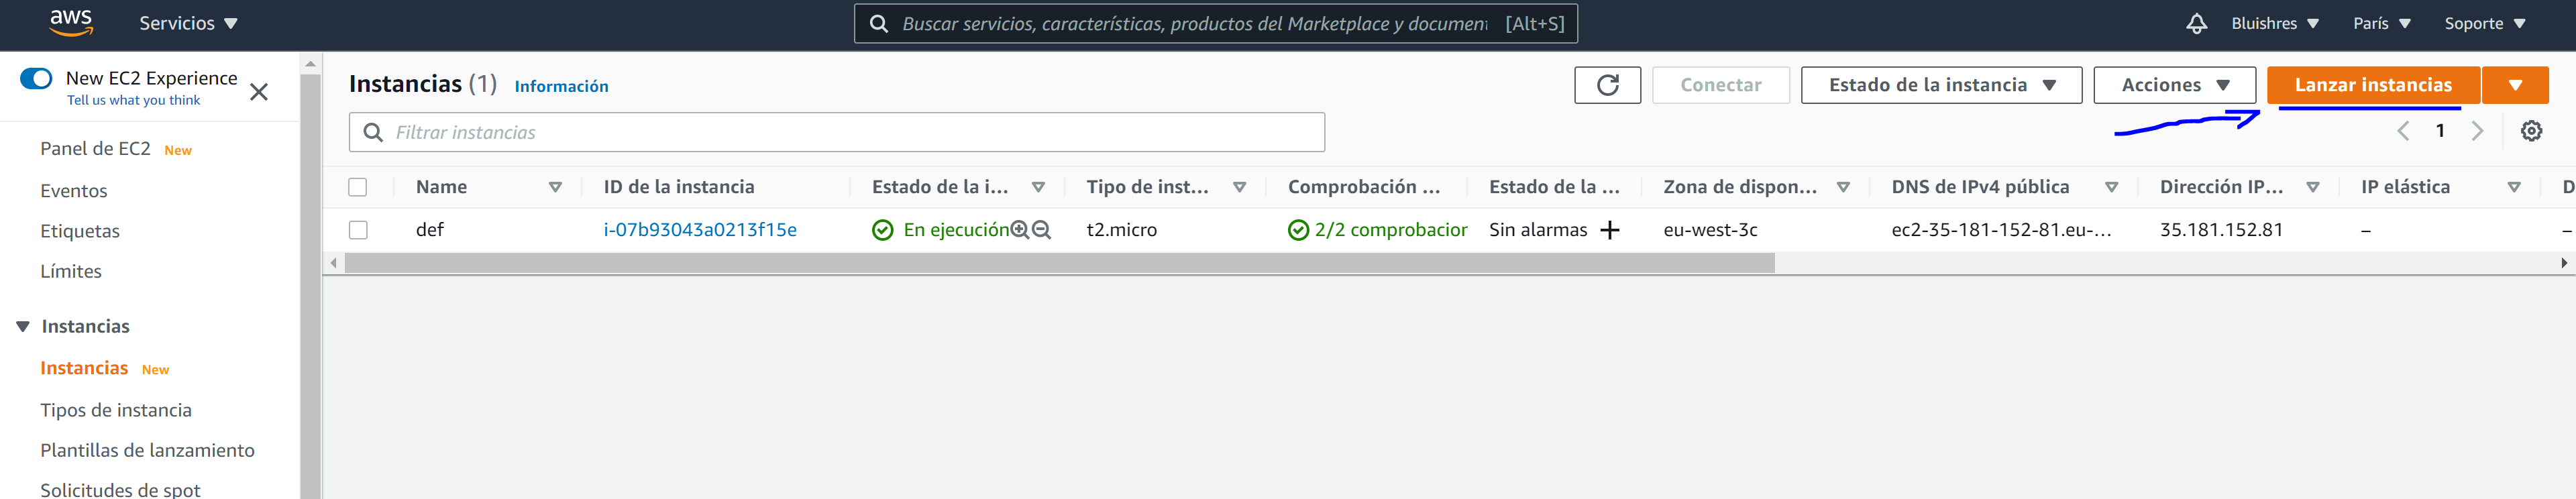 aws Servicios Buscar servicios, características, productos del Marketplace y document [Alt+S] Bluishres París Soporte
New EC2 Experience
Tell us what you think
Panel de EC2 New
Eventos
Etiquetas
Límites
Instancias
Instancias New
Tipos de instancia
Plantillas de lanzamiento
Solicitudes de spot
Instancias (1) Información Conectar Estado de la instancia Acciones Lanzar instancias
Filtrar instancias 1
Name ID de la instancia Estado de la i... Tipo de inst... Comprobación ... Estado de la ... Zona de dispon... DNS de IPv4 pública Dirección IP... IP elástica D
def i-07b93043a0213f15e En ejecución t2.micro 2/2 comprobacior Sin alarmas + eu-west-3c ec2-35-181-152-81.eu-... 35.181.152.81 – –